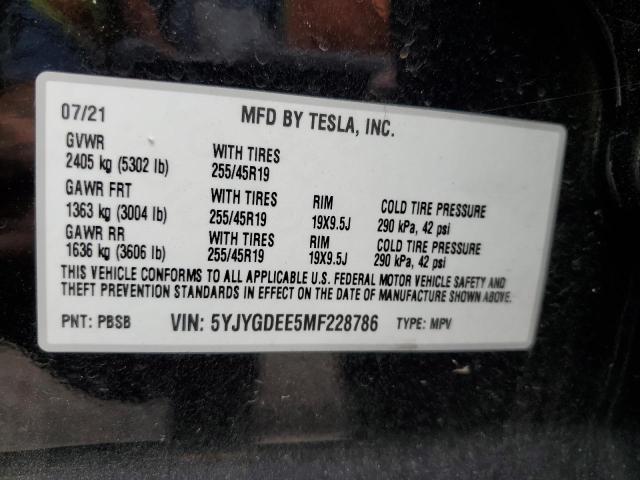 07/21 MFD BY TESLA, INC.
GVWR WITH TIRES
2405 kg (5302 lb) 255/45R19
GAWR FRT WITH TIRES RIM COLD TIRE PRESSURE
1363 kg (3004 lb) 255/45R19 19X9.5J 290 kPa, 42 psi
GAWR RR WITH TIRES RIM COLD TIRE PRESSURE
1636 kg (3606 lb) 255/45R19 19X9.5J 290 kPa, 42 psi
THIS VEHICLE CONFORMS TO ALL APPLICABLE U.S. FEDERAL MOTOR VEHICLE SAFETY AND
THEFT PREVENTION STANDARDS IN EFFECT ON THE DATE OF MANUFACTURE SHOWN ABOVE.
PNT: PBSB VIN: 5YJYGDEE5MF228786 TYPE: MPV